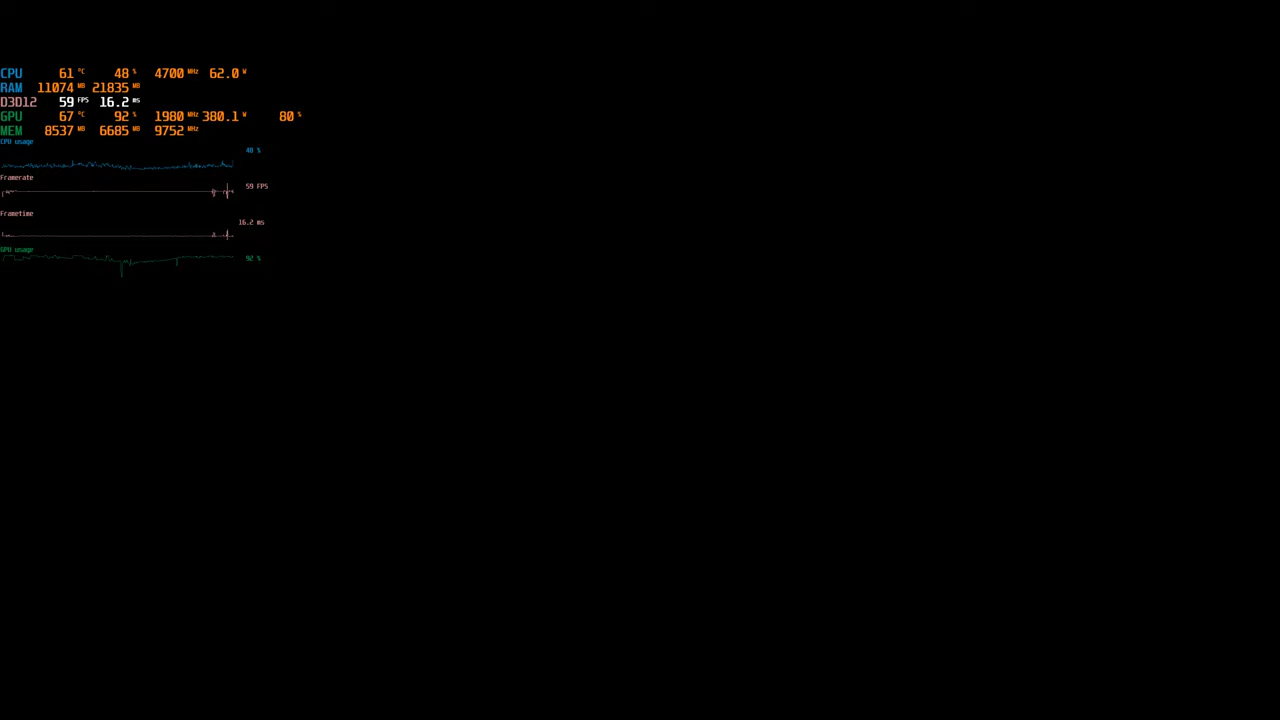 CPU 61 °C 48 % 4700 MHz 62.0 W
RAM 11074 MB 21835 MB
D3D12 59 FPS 16.2 ms
GPU 67 °C 92 % 1980 MHz 380.1 W 80 %
MEM 8537 MB 6685 MB 9752 MHz
CPU usage
48 %
Framerate
59 FPS
Frametime
16.2 ms
GPU usage
92 %